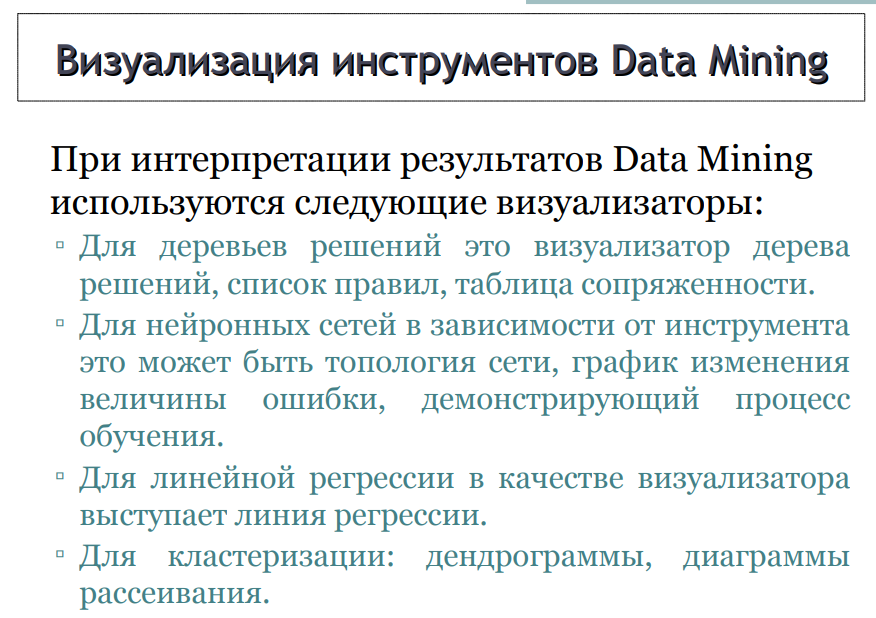 Визуализация инструментов Data Mining
При интерпретации результатов Data Mining
используются следующие визуализаторы:
▫ Для деревьев решений это визуализатор дерева
решений, список правил, таблица сопряженности.
▫ Для нейронных сетей в зависимости от инструмента
это может быть топология сети, график изменения
величины ошибки, демонстрирующий процесс
обучения.
▫ Для линейной регрессии в качестве визуализатора
выступает линия регрессии.
▫ Для кластеризации: дендрограммы, диаграммы
рассеивания.